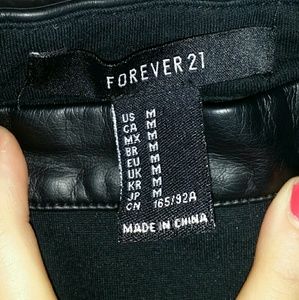 FOREVER 21
US M
CA M
MX M
BR M
EU M
UK M
KR M
JP M
CN 165/92A
MADE IN CHINA